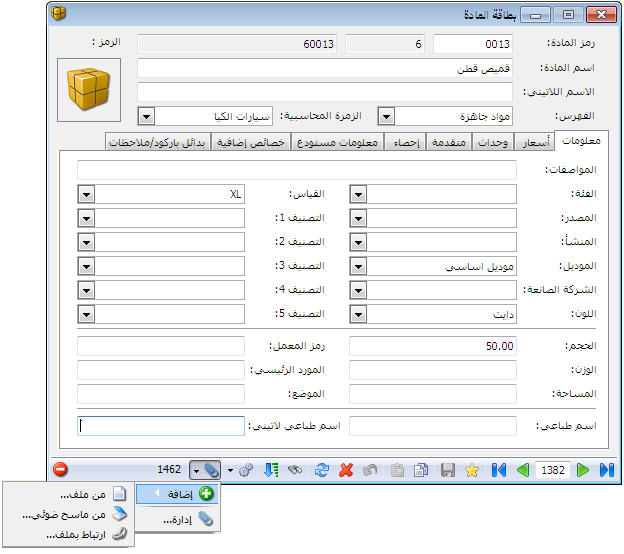 بطاقة المادة
رمز المادة: 0013 6 60013 الرمز :
اسم المادة: قميص قطن
الاسم اللاتيني:
الفهرس: مواد جاهزة الزمرة المحاسبية: سيارات الكيا
معلومات أسعار وحدات متقدمة إحصاء معلومات مستودع خصائص إضافية بدائل باركود/ملاحظات
المواصفات:
الفئة: القياس: XL
المصدر: التصنيف 1:
المنشأ: التصنيف 2:
الموديل: موديل اساسي التصنيف 3:
الشركة الصانعة: التصنيف 4:
اللون: دايت التصنيف 5:
الحجم: 50.00 رمز المعمل:
الوزن: المورد الرئيسي:
المساحة: الموضع:
اسم طباعي: اسم طباعي لاتيني:
1382 1462
إضافة
إدارة...
من ملف...
من ماسح ضوئي...
ارتباط بملف...